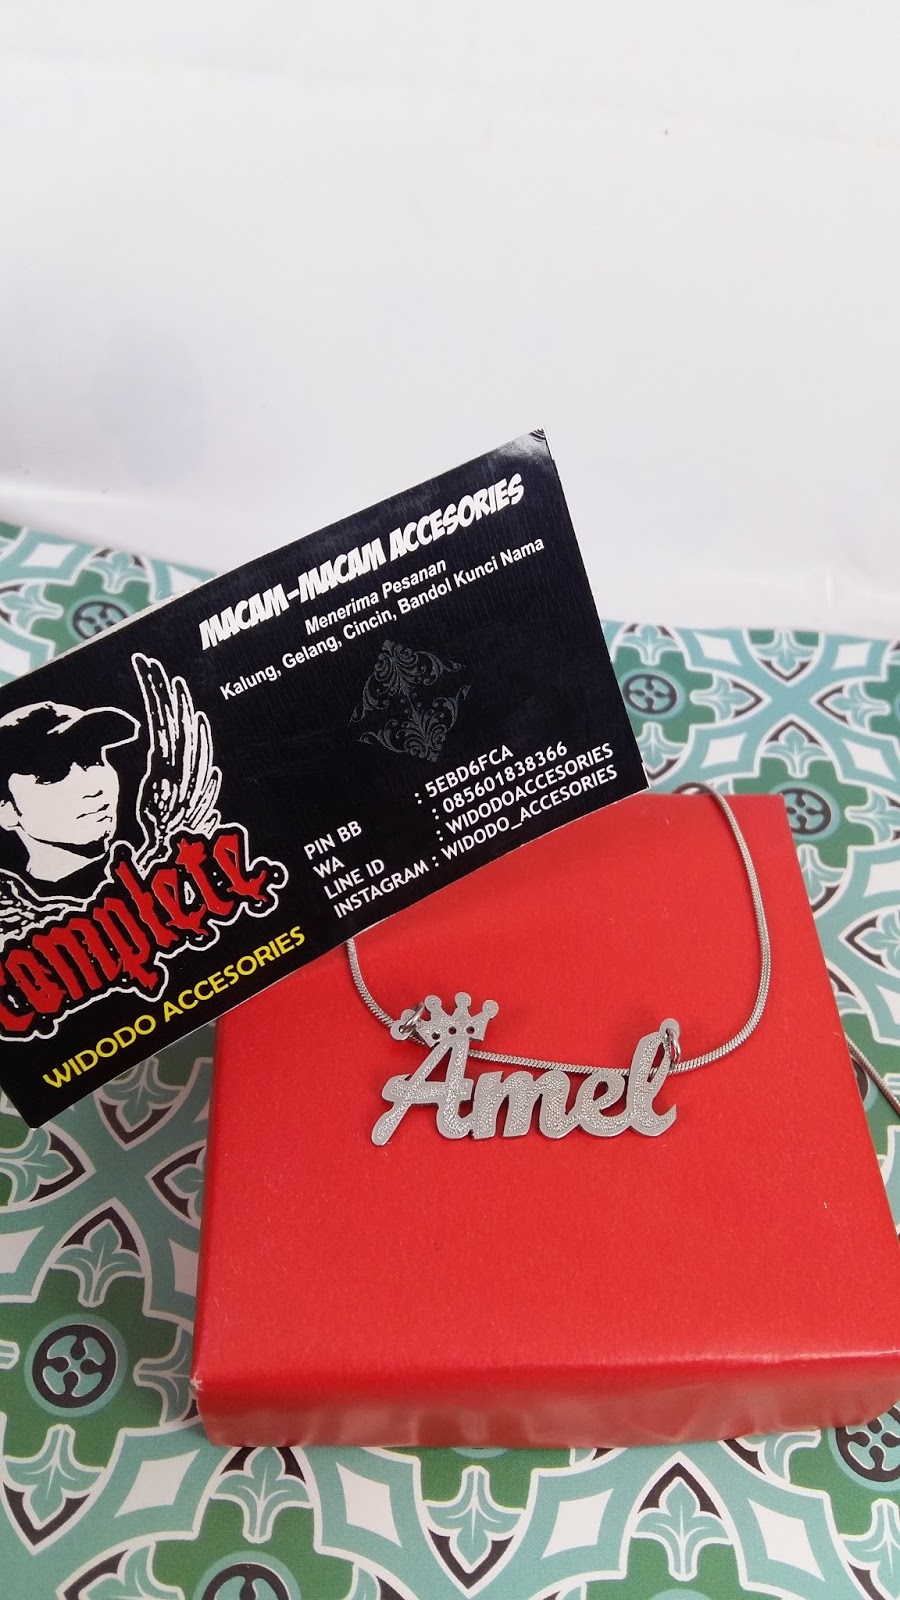 MACAM-MACAM ACCESORIES
Menerima Pesanan
Kalung, Gelang, Cincin, Bandol Kunci Nama
PIN BB : 5EBD6FCA
WA : 085601838366
LINE ID : WIDODOACCESORIES
INSTAGRAM : WIDODO_ACCESORIES
Complete
WIDODO ACCESORIES
Amel